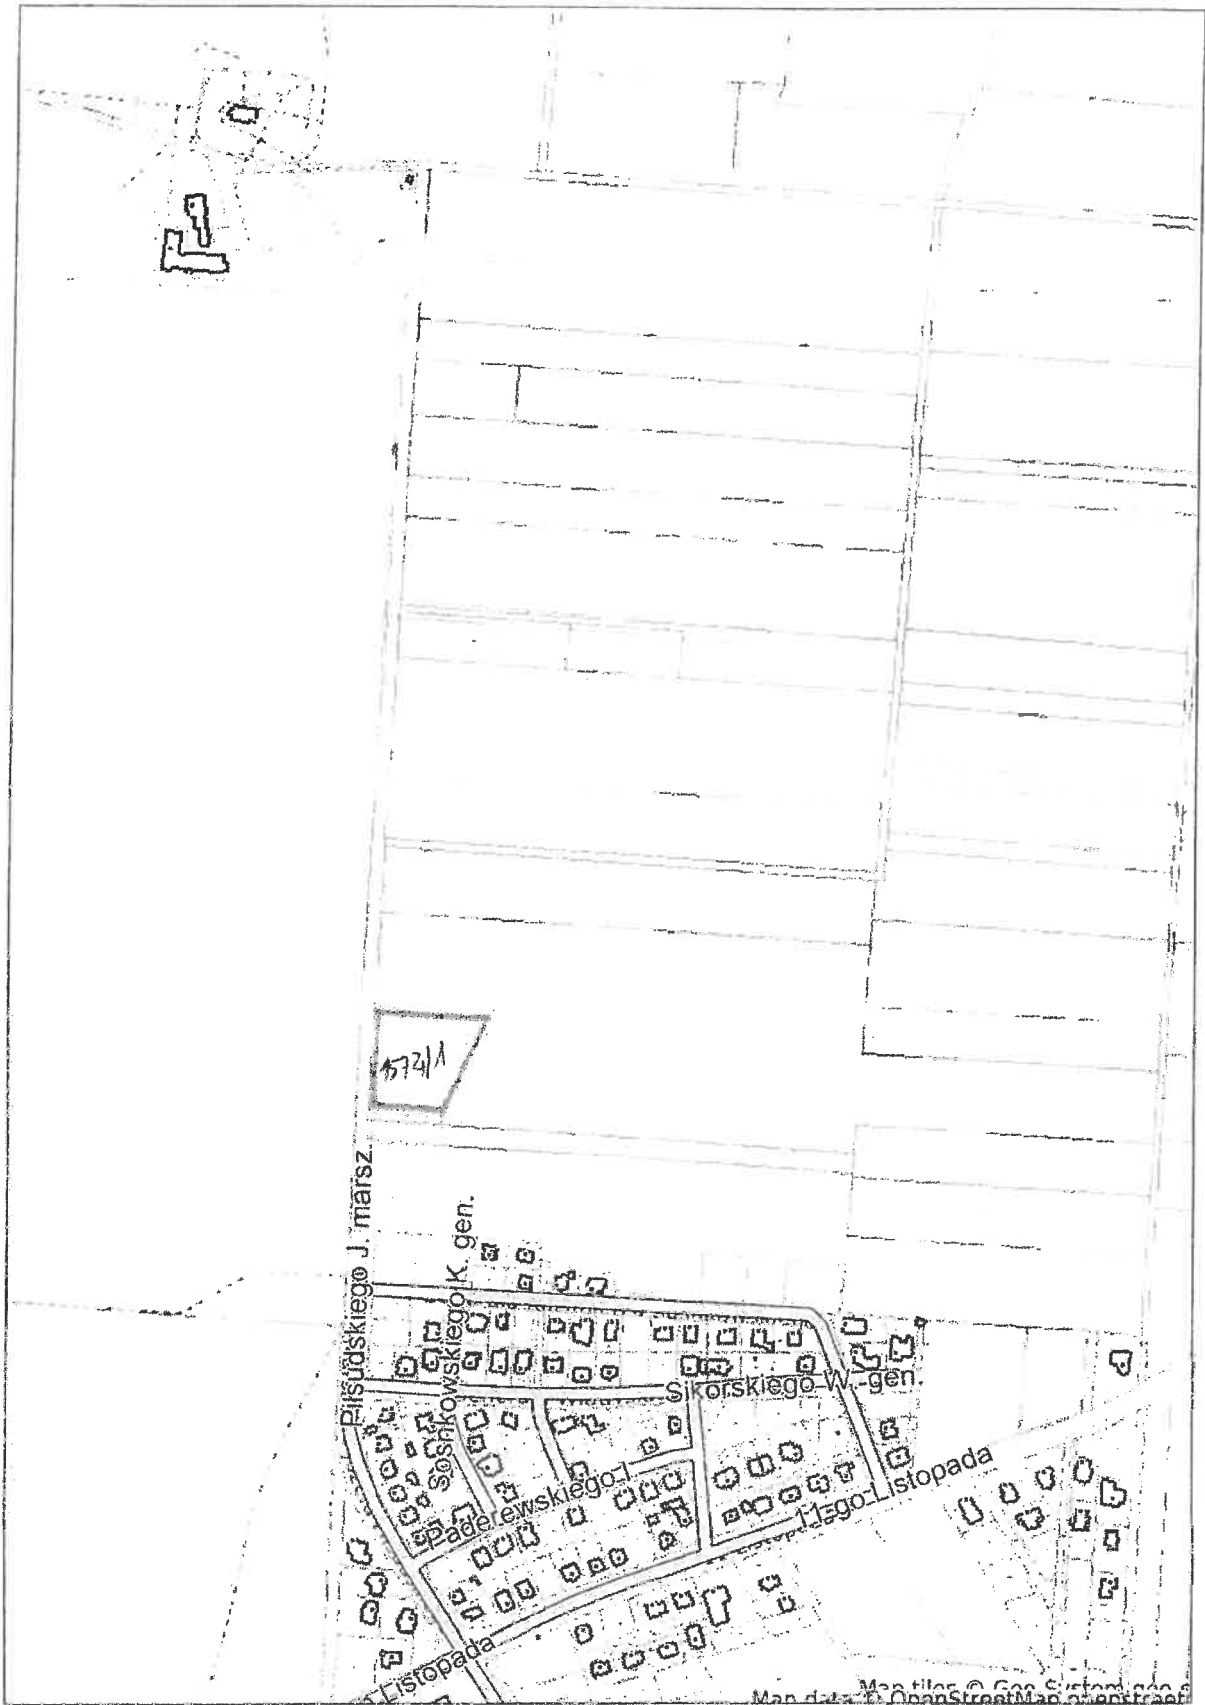 1574/1
Piłsudskiego J. marsz.
Sosnkowskiego K. gen.
Sikorskiego W. gen.
Paderewskiego I.
11-go Listopada
Listopada
Map tiles © Geo-System
Map data © OpenStreetMap